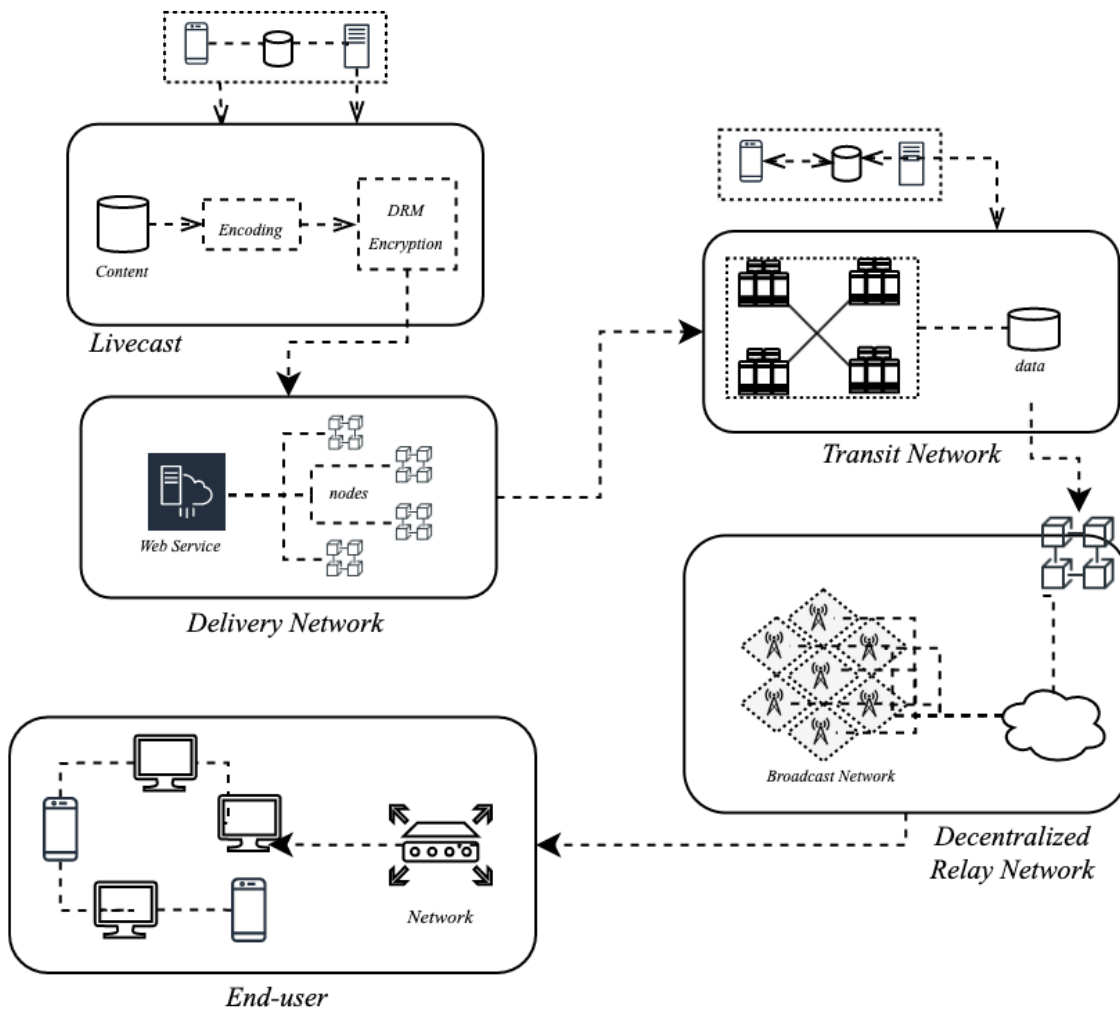 Content
Encoding
DRM
Encryption
Livecast
nodes
Web Service
Delivery Network
data
Transit Network
Broadcast Network
Decentralized
Relay Network
Network
End-user